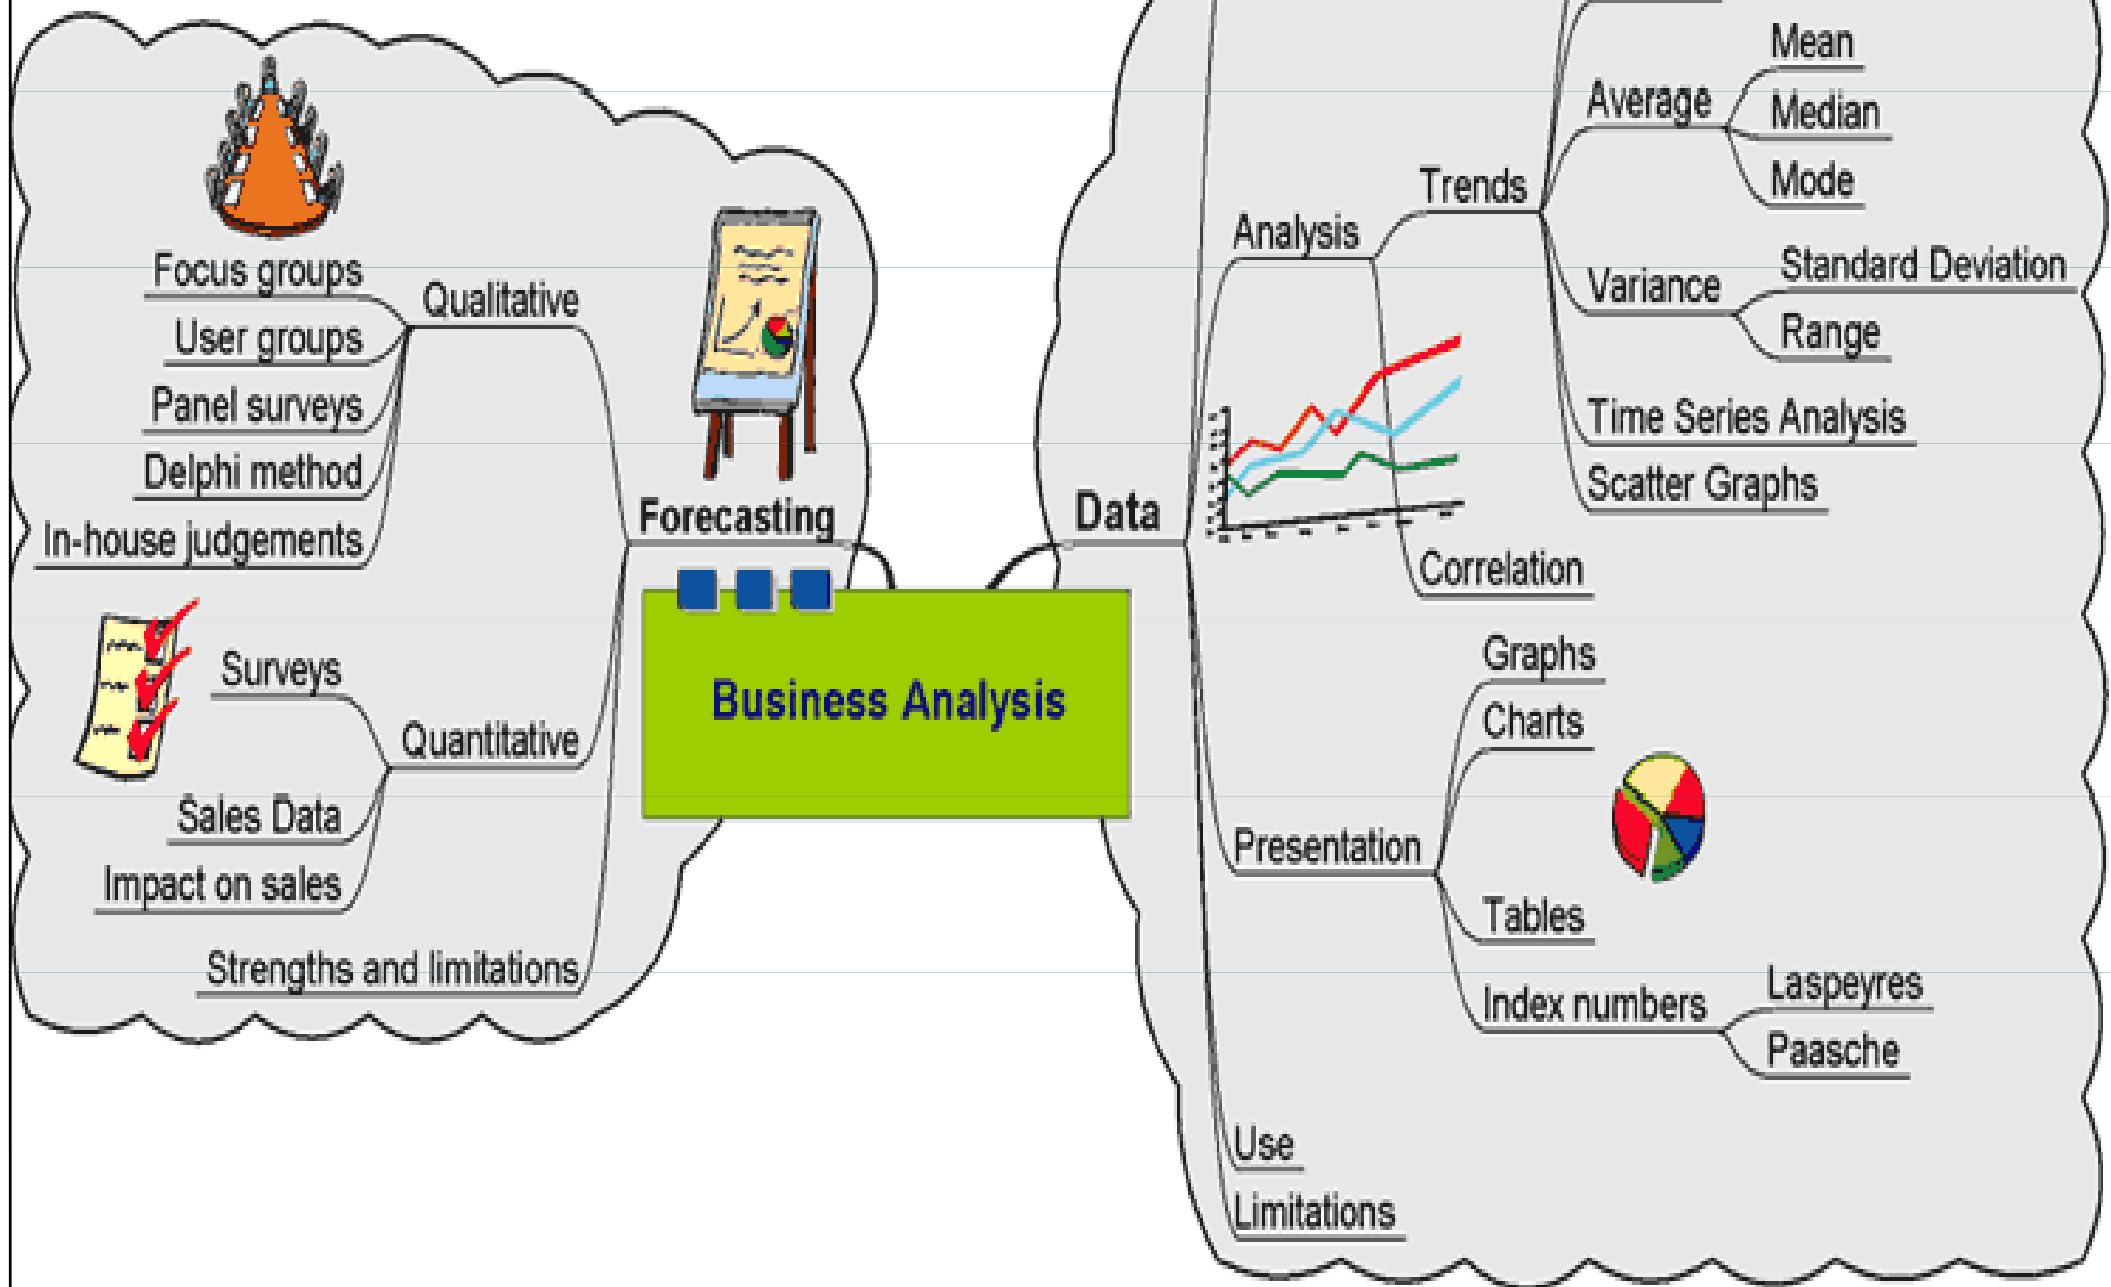 Focus groups
User groups
Panel surveys
Delphi method
In-house judgements
Qualitative
Forecasting
Surveys
Sales Data
Impact on sales
Quantitative
Strengths and limitations
Business Analysis
Data
Analysis
Trends
Average
Mean
Median
Mode
Variance
Standard Deviation
Range
Time Series Analysis
Scatter Graphs
Correlation
Presentation
Graphs
Charts
Tables
Index numbers
Laspeyres
Paasche
Use
Limitations